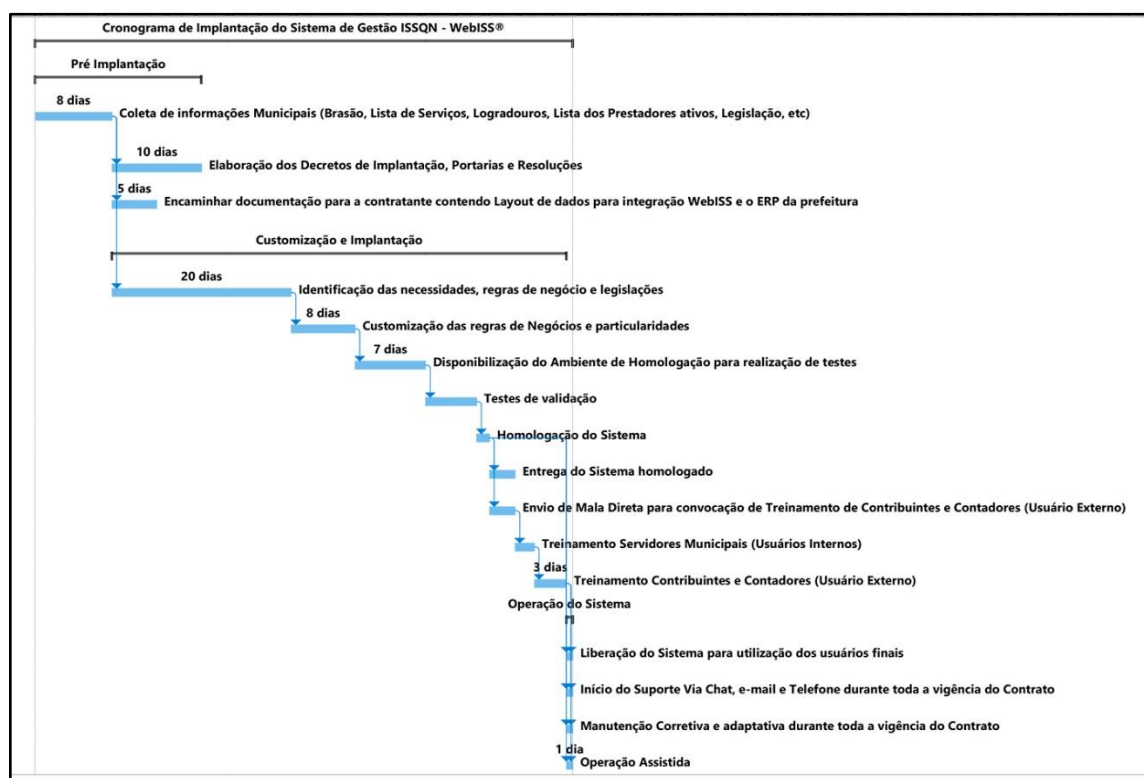 Cronograma de Implantação do Sistema de Gestão ISSQN - WebISS®
Pré Implantação
8 dias
Coleta de informações Municipais (Brasão, Lista de Serviços, Logradouros, Lista dos Prestadores ativos, Legislação, etc)
10 dias
Elaboração dos Decretos de Implantação, Portarias e Resoluções
5 dias
Encaminhar documentação para a contratante contendo Layout de dados para integração WebISS e o ERP da prefeitura
Customização e Implantação
20 dias
Identificação das necessidades, regras de negócio e legislações
8 dias
Customização das regras de Negócios e particularidades
7 dias
Disponibilização do Ambiente de Homologação para realização de testes
Testes de validação
Homologação do Sistema
Entrega do Sistema homologado
Envio de Mala Direta para convocação de Treinamento de Contribuintes e Contadores (Usuário Externo)
Treinamento Servidores Municipais (Usuários Internos)
3 dias
Treinamento Contribuintes e Contadores (Usuário Externo)
Operação do Sistema
Liberação do Sistema para utilização dos usuários finais
Início do Suporte Via Chat, e-mail e Telefone durante toda a vigência do Contrato
Manutenção Corretiva e adaptativa durante toda a vigência do Contrato
1 dia
Operação Assistida